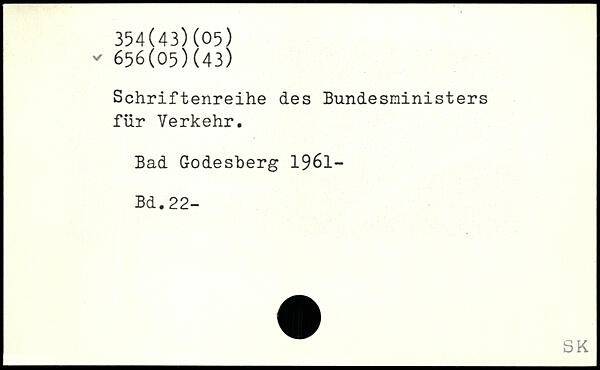 354(43)(05)
✓ 656(05)(43)
Schriftenreihe des Bundesministers
für Verkehr.
Bad Godesberg 1961-
Bd.22-
SK